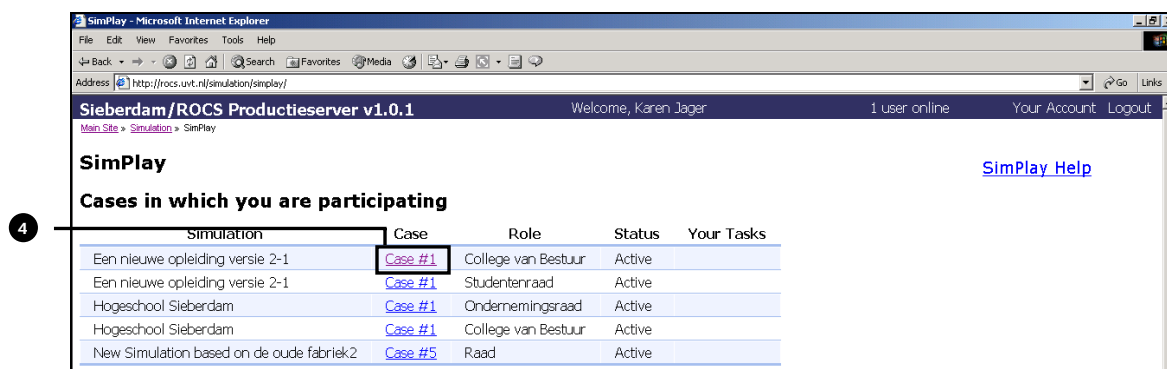 SimPlay - Microsoft Internet Explorer
File Edit View Favorites Tools Help
Back Search Favorites Media
Address http://rocs.uvt.nl/simulation/simplay/ Go Links
Sieberdam/ROCS Productieserver v1.0.1 Welcome, Karen Jager 1 user online Your Account Logout
Main Site » Simulation » SimPlay
SimPlay
SimPlay Help
Cases in which you are participating
4
Simulation Case Role Status Your Tasks
Een nieuwe opleiding versie 2-1 Case #1 College van Bestuur Active
Een nieuwe opleiding versie 2-1 Case #1 Studentenraad Active
Hogeschool Sieberdam Case #1 Ondernemingsraad Active
Hogeschool Sieberdam Case #1 College van Bestuur Active
New Simulation based on de oude fabriek2 Case #5 Raad Active